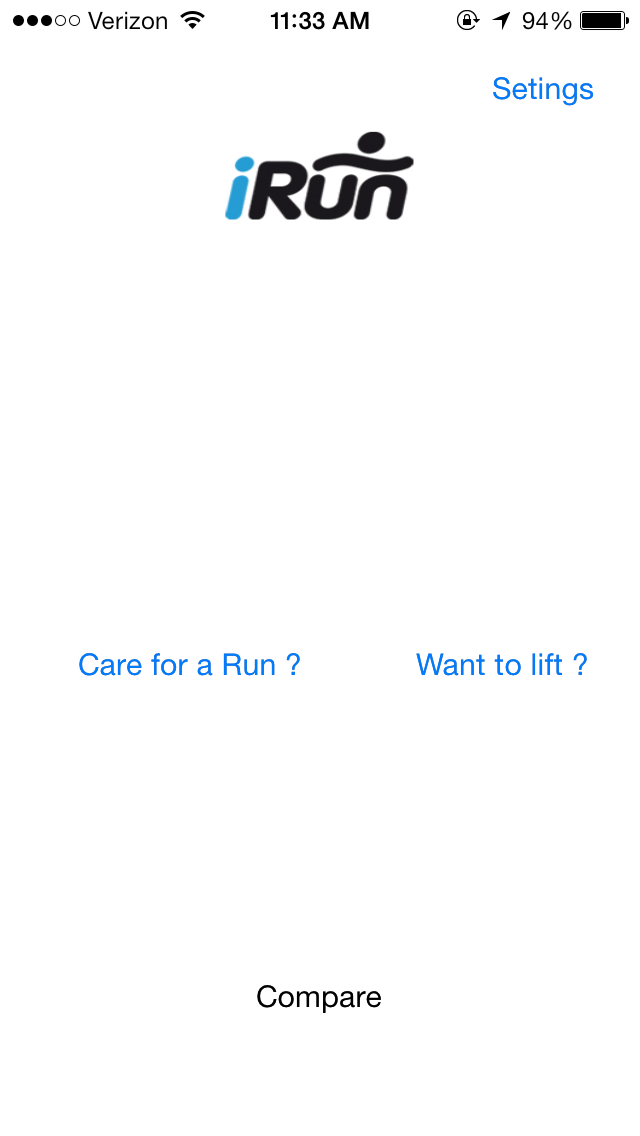 Verizon 11:33 AM 94%
Setings
iRun
Care for a Run ? Want to lift ?
Compare